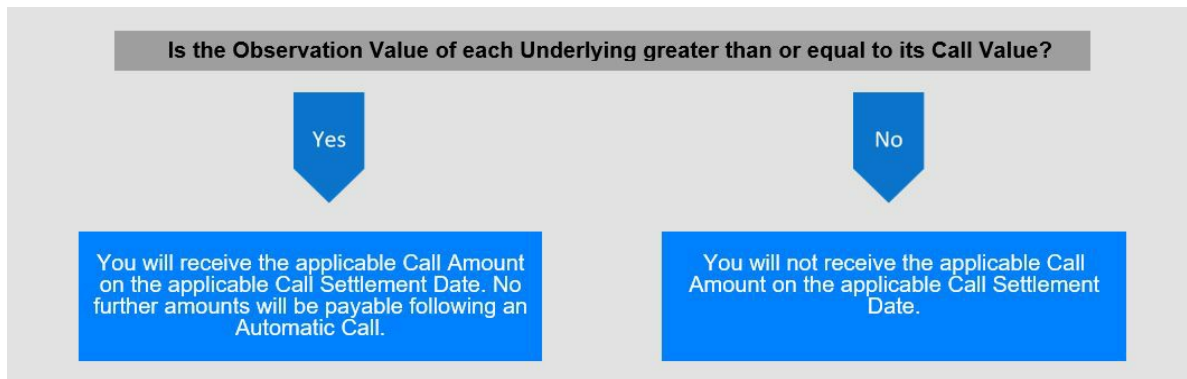 Is the Observation Value of each Underlying greater than or equal to its Call Value?
Yes
No
You will receive the applicable Call Amount
on the applicable Call Settlement Date. No
further amounts will be payable following an
Automatic Call.
You will not receive the applicable Call
Amount on the applicable Call Settlement
Date.